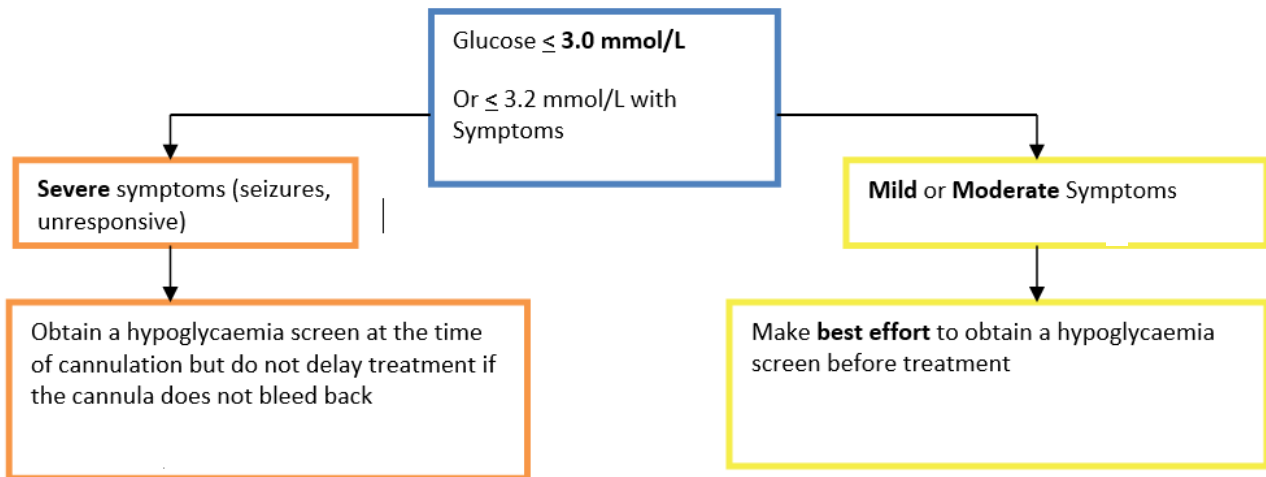 Glucose ≤ 3.0 mmol/L
Or ≤ 3.2 mmol/L with
Symptoms
Severe symptoms (seizures,
unresponsive)
Mild or Moderate Symptoms
Obtain a hypoglycaemia screen at the time
of cannulation but do not delay treatment if
the cannula does not bleed back
Make best effort to obtain a hypoglycaemia
screen before treatment